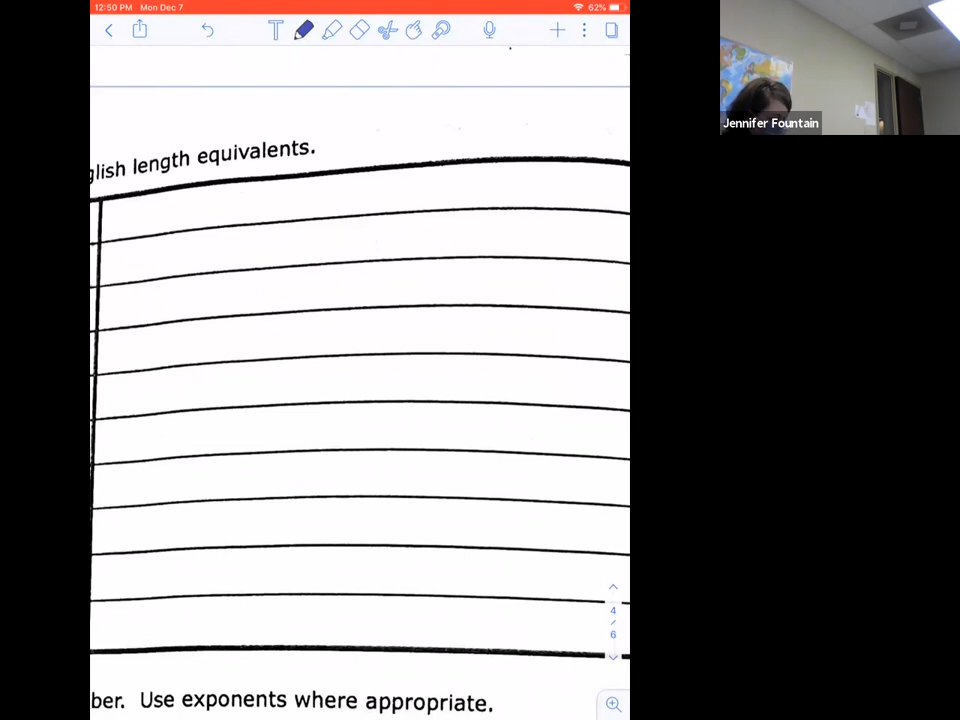 12:50 PM Mon Dec 7
62%
T
Jennifer Fountain
glish length equivalents.
4
/
6
ber. Use exponents where appropriate.